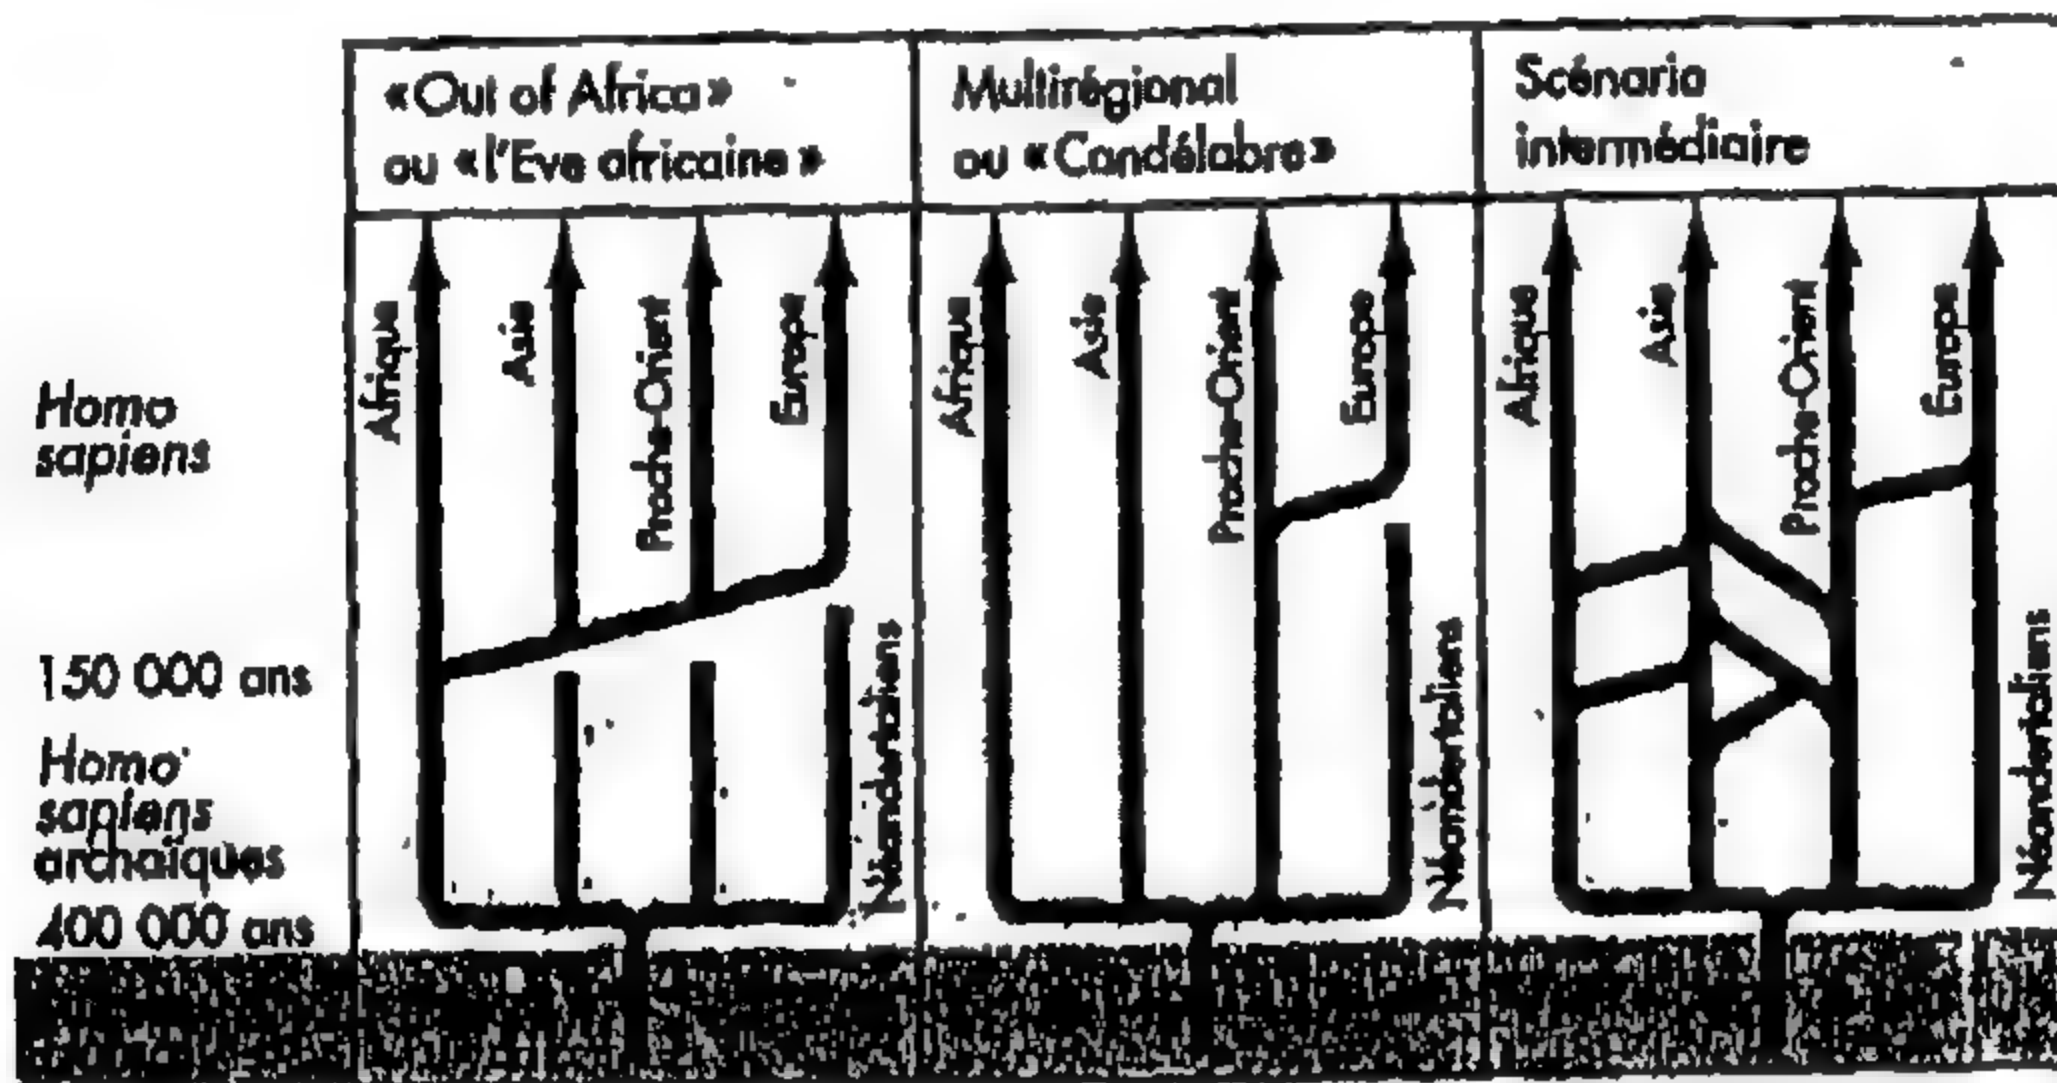 «Out of Africa»
ou «l'Eve africaine»
Multirégional
ou «Candélabre»
Scénario
intermédiaire
Afrique
Asie
Proche-Orient
Europe
Afrique
Asie
Proche-Orient
Europe
Afrique
Asie
Proche-Orient
Europe
Homo
sapiens
150 000 ans
Homo
sapiens
archaïques
400 000 ans
Néandertaliens
Néandertaliens
Néandertaliens